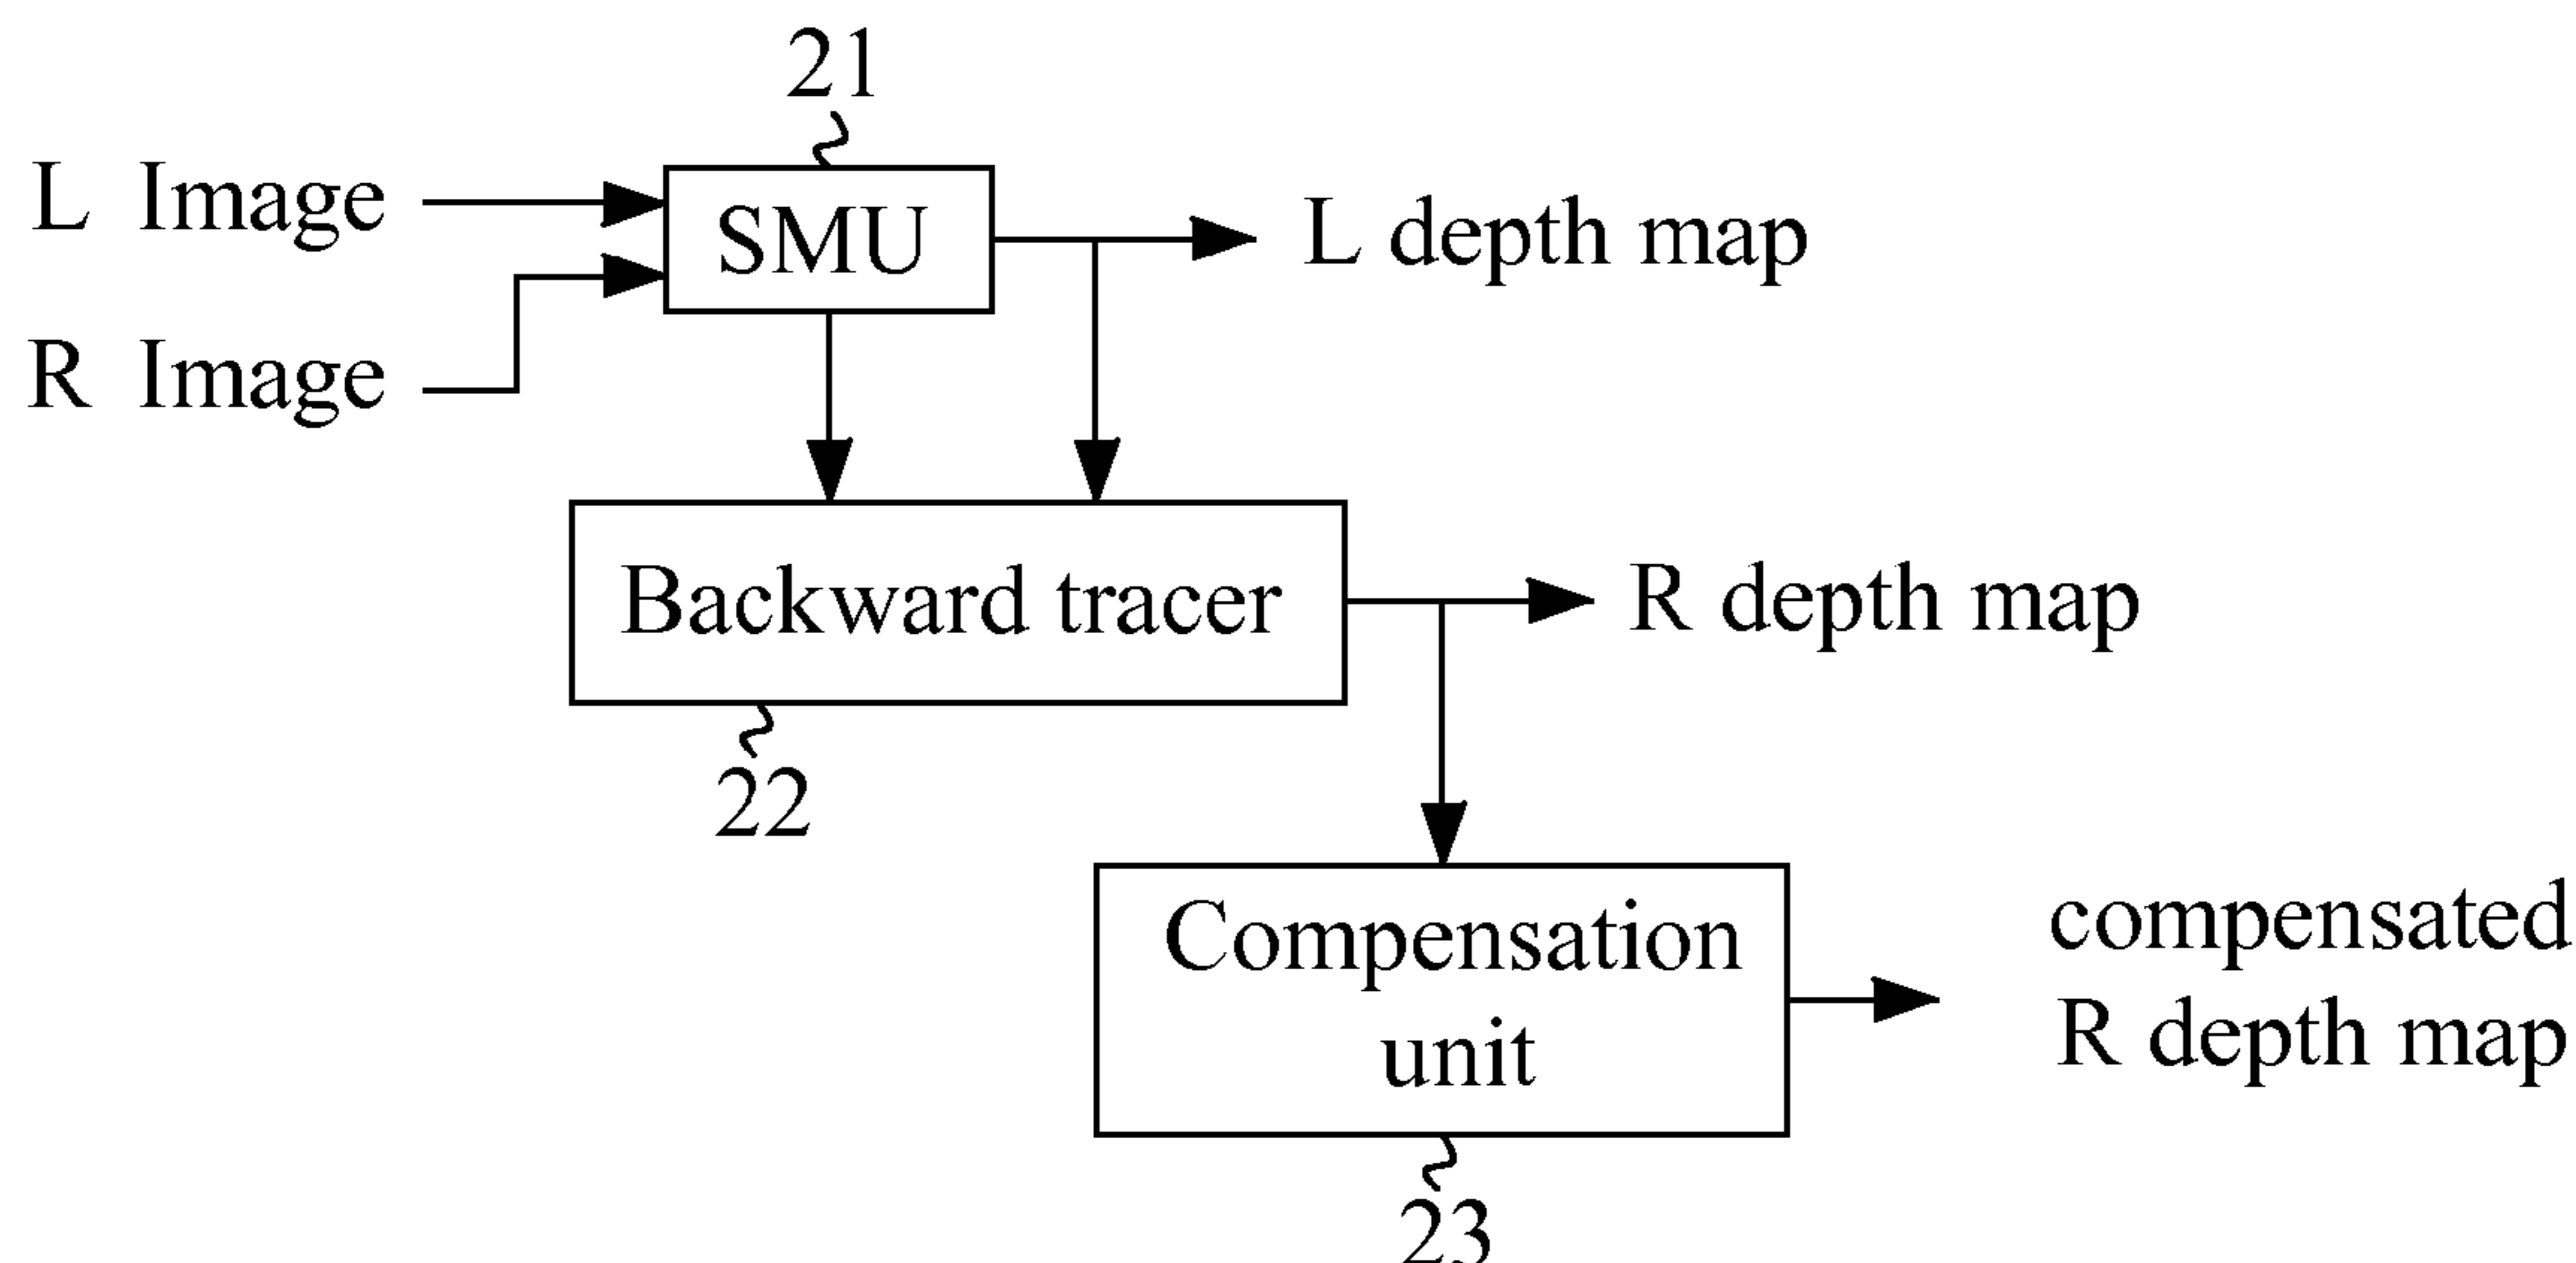 21
L Image
SMU
L depth map
R Image
Backward tracer
R depth map
22
Compensation
unit
compensated
R depth map
23